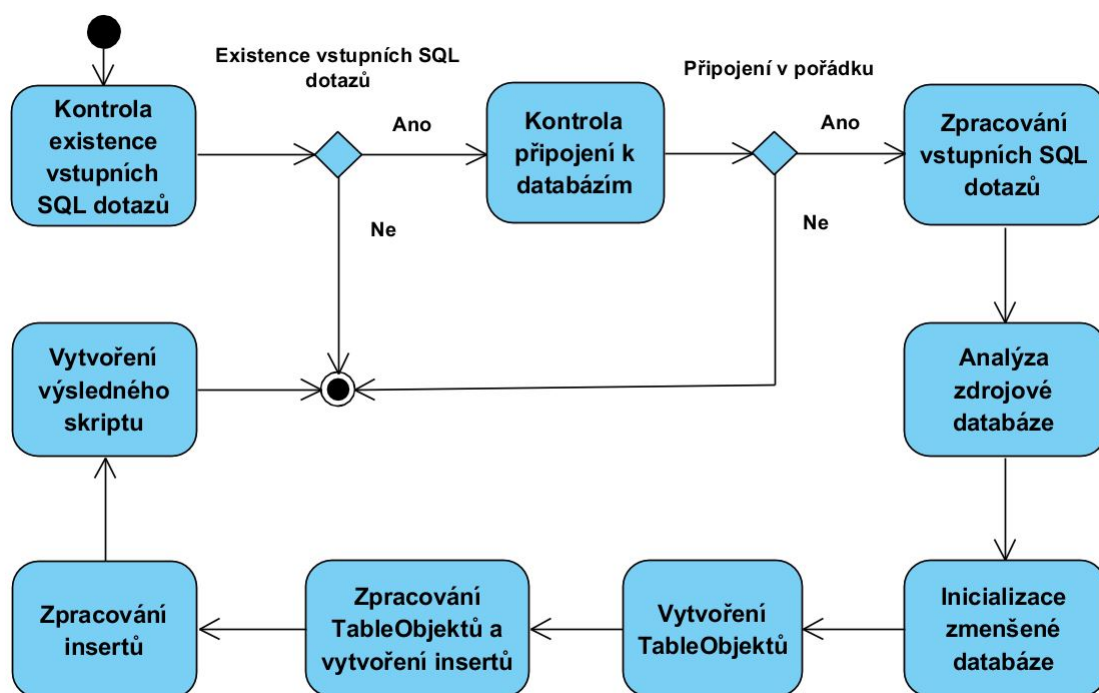 Kontrola
existence
vstupních
SQL dotazů
Existence vstupních SQL
dotazů
Ano
Ne
Kontrola
připojení k
databázím
Připojení v pořádku
Ano
Ne
Zpracování
vstupních SQL
dotazů
Analýza
zdrojové
databáze
Inicializace
zmenšené
databáze
Vytvoření
TableObjektů
Zpracování
TableObjektů a
vytvoření insertů
Zpracování
insertů
Vytvoření
výsledného
skriptu